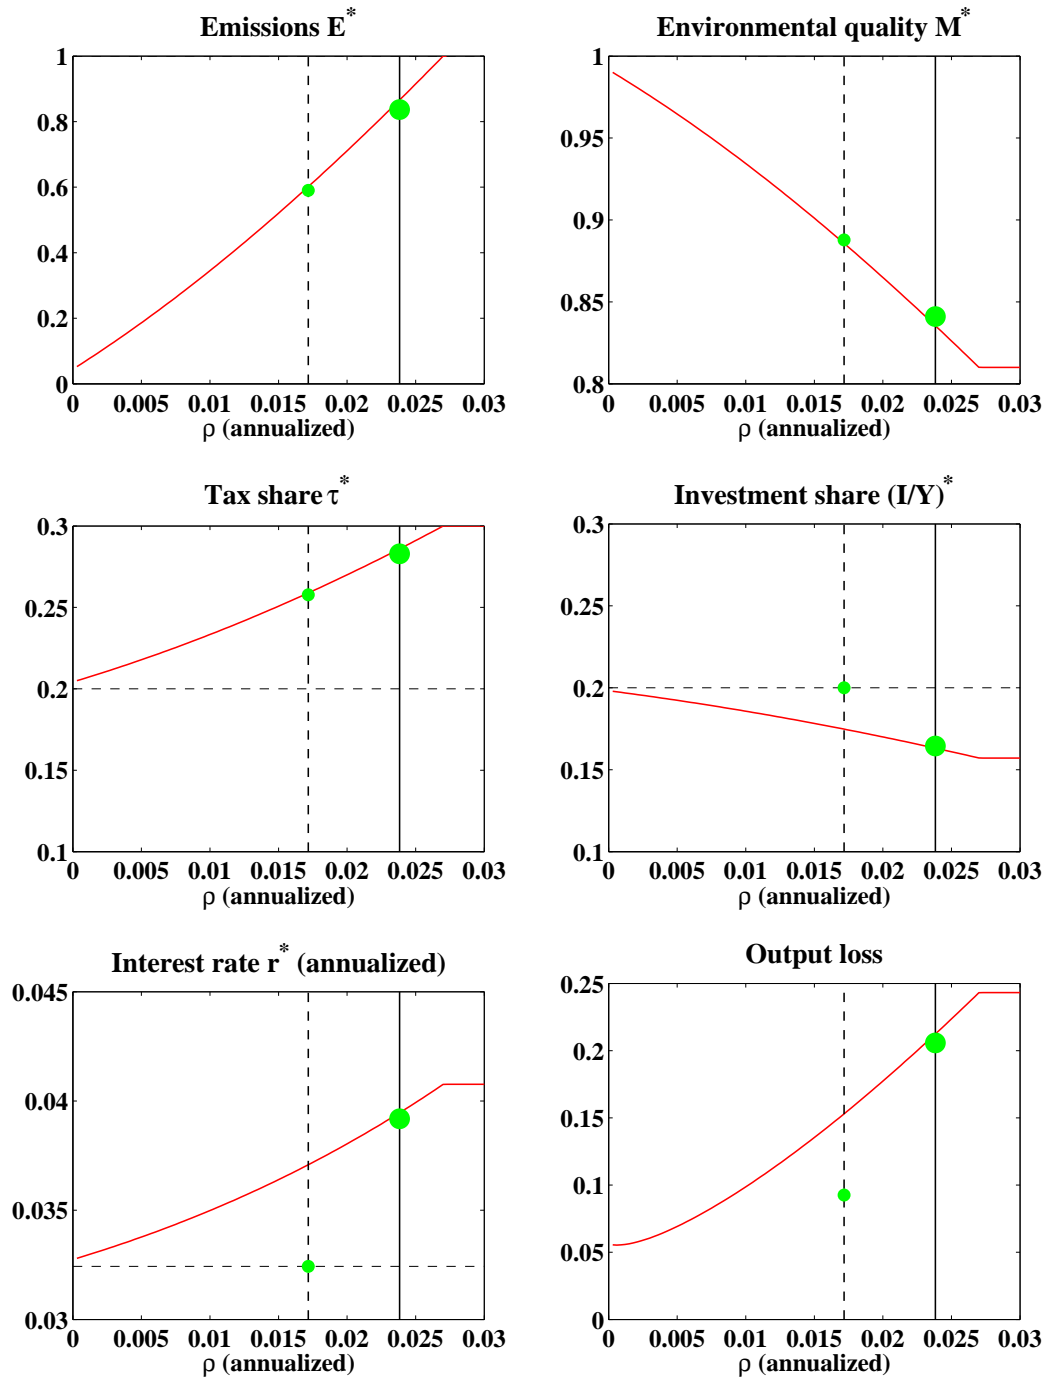 Emissions E*
1
0.8
0.6
0.4
0.2
0
0 0.005 0.01 0.015 0.02 0.025 0.03
ρ (annualized)
Environmental quality M*
1
0.95
0.9
0.85
0.8
0 0.005 0.01 0.015 0.02 0.025 0.03
ρ (annualized)
Tax share τ*
0.3
0.25
0.2
0.15
0.1
0 0.005 0.01 0.015 0.02 0.025 0.03
ρ (annualized)
Investment share (I/Y)*
0.3
0.25
0.2
0.15
0.1
0 0.005 0.01 0.015 0.02 0.025 0.03
ρ (annualized)
Interest rate r* (annualized)
0.045
0.04
0.035
0.03
0 0.005 0.01 0.015 0.02 0.025 0.03
ρ (annualized)
Output loss
0.25
0.2
0.15
0.1
0.05
0
0 0.005 0.01 0.015 0.02 0.025 0.03
ρ (annualized)